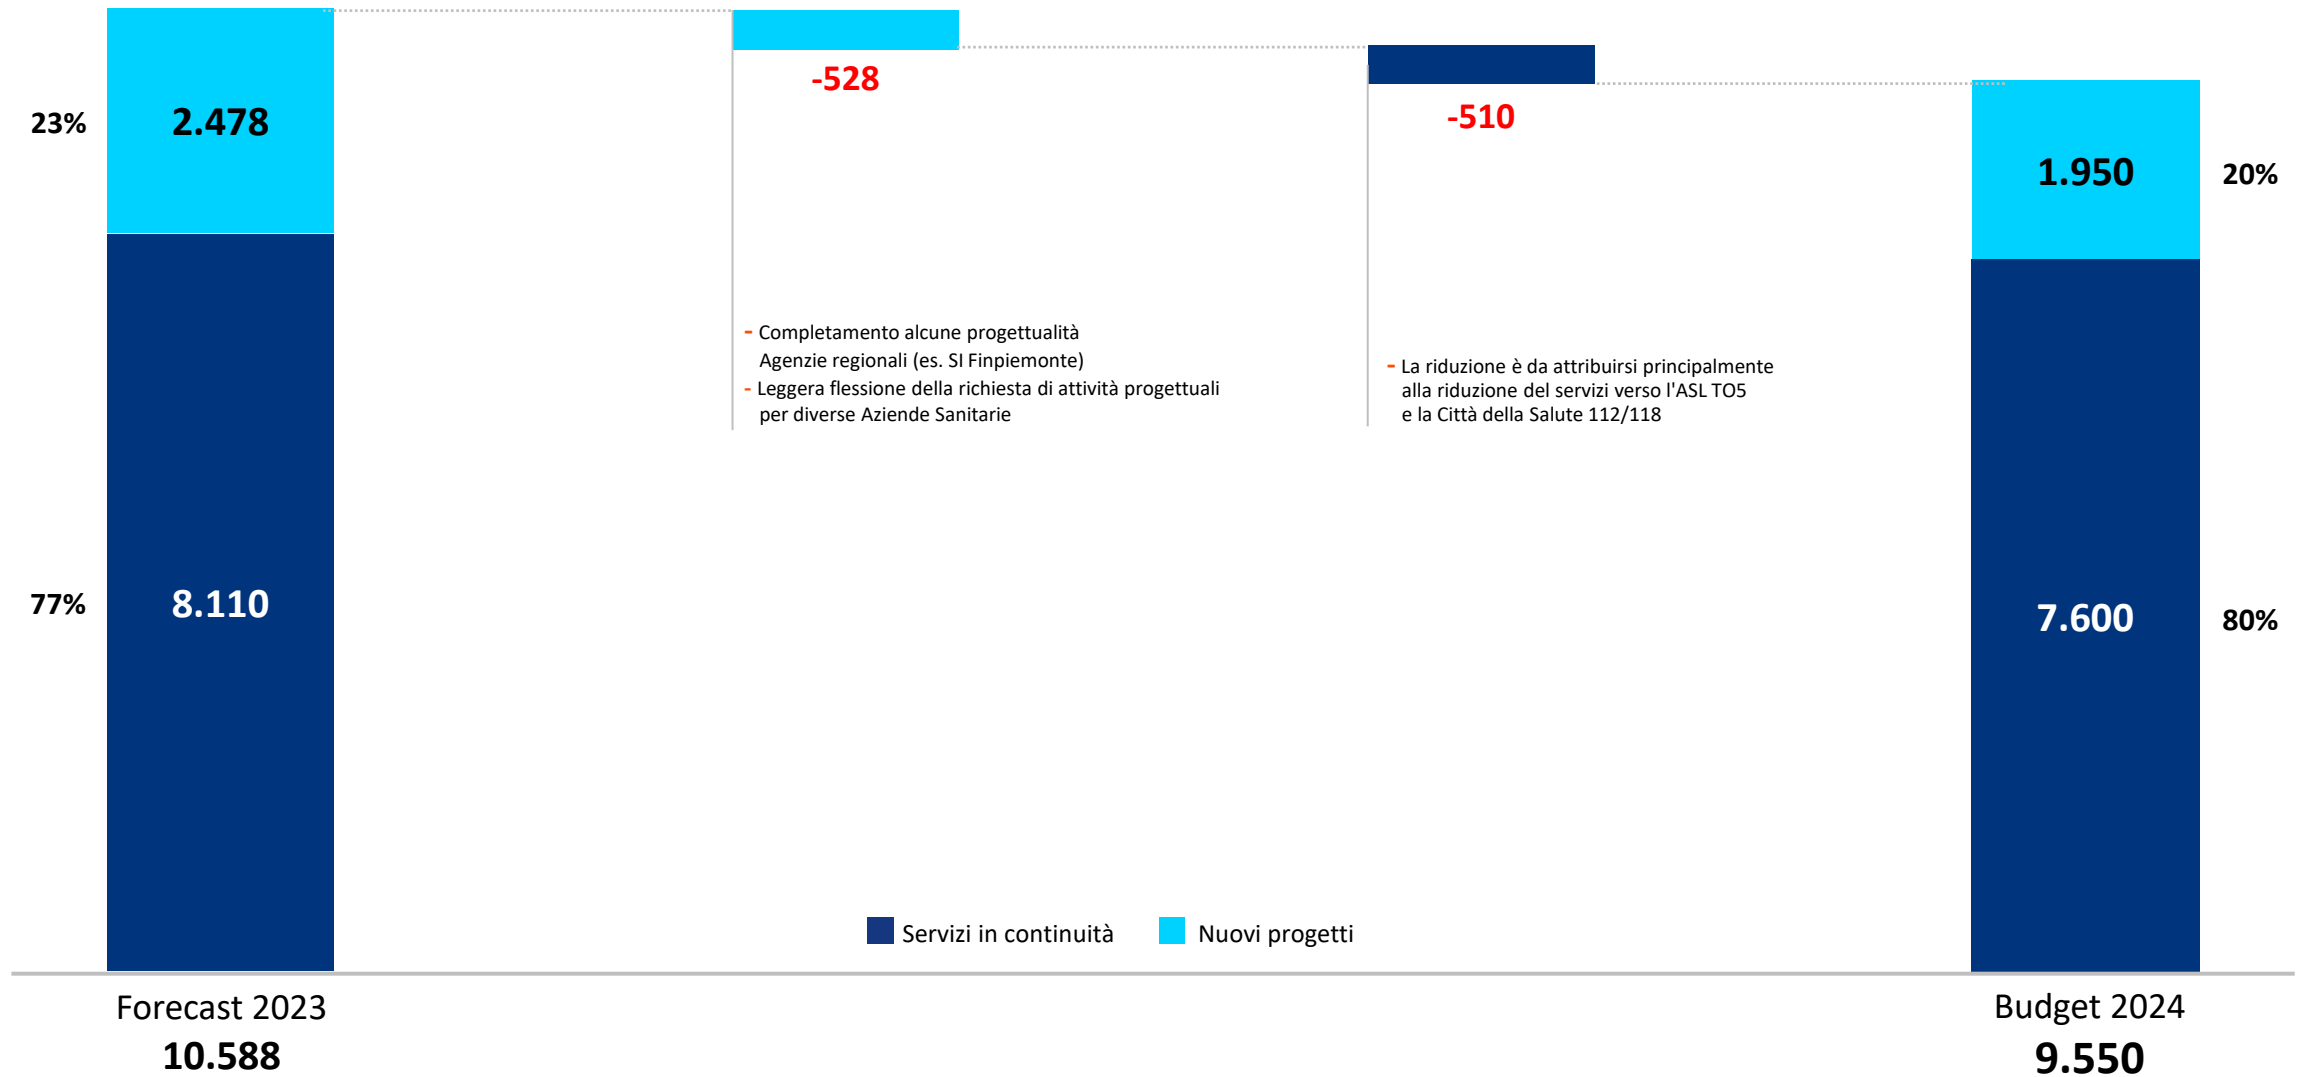 23%
2.478
77%
8.110
-528
- Completamento alcune progettualità
Agenzie regionali (es. SI Finpiemonte)
- Leggera flessione della richiesta di attività progettuali
per diverse Aziende Sanitarie
-510
- La riduzione è da attribuirsi principalmente
alla riduzione del servizi verso l'ASL TO5
e la Città della Salute 112/118
1.950
20%
7.600
80%
Servizi in continuità
Nuovi progetti
Forecast 2023
10.588
Budget 2024
9.550